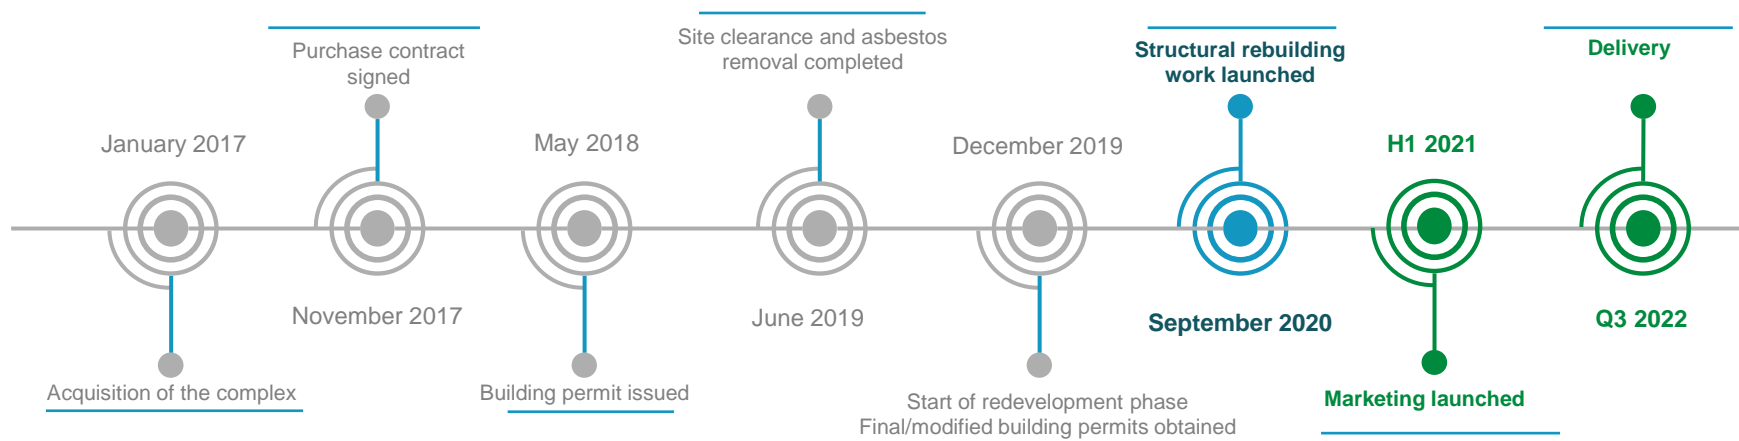 Purchase contract
signed
Site clearance and asbestos
removal completed
Structural rebuilding
work launched
Delivery
January 2017
May 2018
December 2019
H1 2021
November 2017
June 2019
September 2020
Q3 2022
Acquisition of the complex
Building permit issued
Start of redevelopment phase
Final/modified building permits obtained
Marketing launched